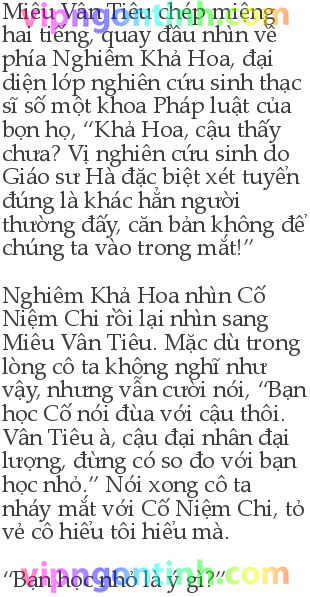 Miêu Vân Tiêu chép miệng
hai tiếng, quay đầu nhìn về
phía Nghiêm Khả Hoa, đại
diện lớp nghiên cứu sinh thạc
sĩ số một khoa Pháp luật của
bọn họ, “Khả Hoa, cậu thấy
chưa? Vị nghiên cứu sinh do
Giáo sư Hà đặc biệt xét tuyển
đúng là khác hẳn người
thường đấy, căn bản không để
chúng ta vào trong mắt!”
Nghiêm Khả Hoa nhìn Cố
Niệm Chi rồi lại nhìn sang
Miêu Vân Tiêu. Mặc dù trong
lòng cô ta không nghĩ như
vậy, nhưng vẫn cười nói, “Bạn
học Cố nói đùa với cậu thôi.
Vân Tiêu à, cậu đại nhân đại
lượng, đừng có so đo với bạn
học nhỏ.” Nói xong cô ta
nháy mắt với Cố Niệm Chi, tỏ
vẻ cô hiểu tôi hiểu mà.
“Bạn học nhỏ là ý gì?”
vipngontinh.com
vipngontinh.com